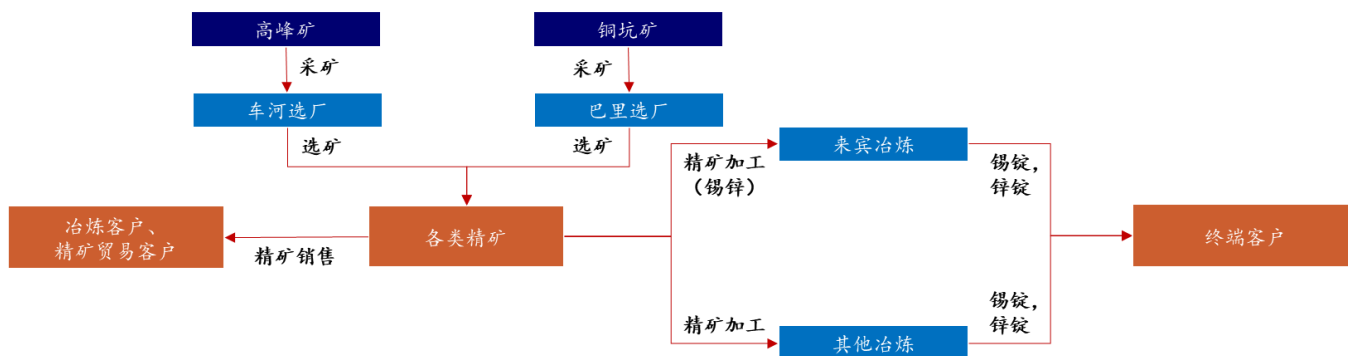 高峰矿
铜坑矿
采矿
采矿
车河选厂
巴里选厂
选矿
选矿
来宾冶炼
精矿加工
（锡锌）
锡锭，
锌锭
冶炼客户、
精矿贸易客户
精矿销售
各类精矿
终端客户
精矿加工
锡锭，
锌锭
其他冶炼